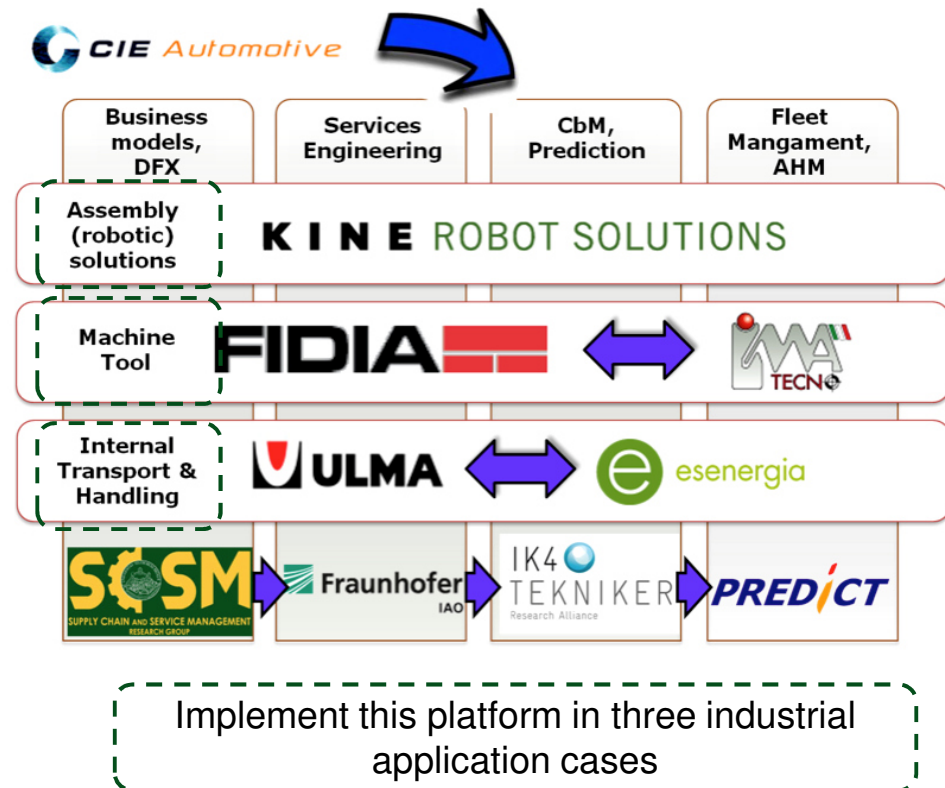 CIE Automotive
Business
models,
DFX
Services
Engineering
CbM,
Prediction
Fleet
Mangament,
AHM
Assembly
(robotic)
solutions
KINE ROBOT SOLUTIONS
Machine
Tool
FIDIA
IMA
TECNO
Internal
Transport &
Handling
ULMA
e
esenergia
SCSM
SUPPLY CHAIN AND SERVICE MANAGEMENT
RESEARCH GROUP
Fraunhofer
IAO
IK4
TEKNIKER
Research Alliance
PREDICT
Implement this platform in three industrial
application cases